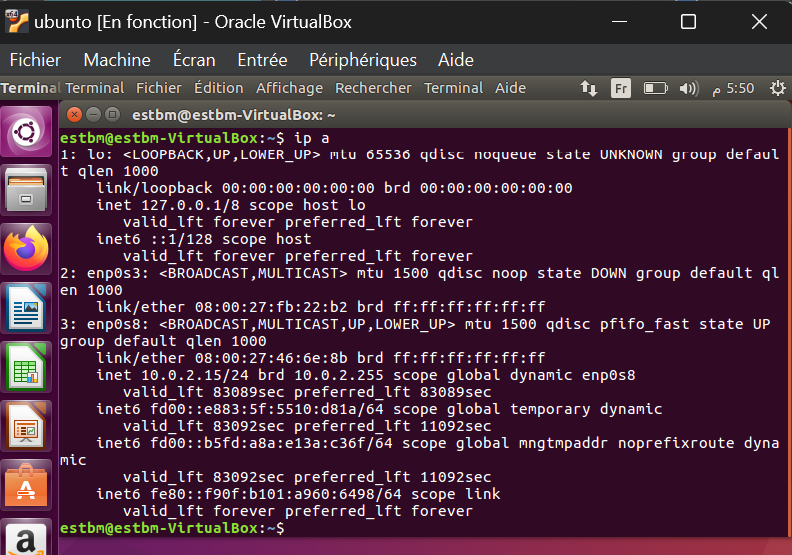 ubunto [En fonction] - Oracle VirtualBox
Fichier Machine Écran Entrée Périphériques Aide
Terminal Terminal Fichier Édition Affichage Rechercher Terminal Aide Fr م 5:50
estbm@estbm-VirtualBox: ~
estbm@estbm-VirtualBox:~$ ip a
1: lo: <LOOPBACK,UP,LOWER_UP> mtu 65536 qdisc noqueue state UNKNOWN group defaul
t qlen 1000
    link/loopback 00:00:00:00:00:00 brd 00:00:00:00:00:00
    inet 127.0.0.1/8 scope host lo
       valid_lft forever preferred_lft forever
    inet6 ::1/128 scope host
       valid_lft forever preferred_lft forever
2: enp0s3: <BROADCAST,MULTICAST> mtu 1500 qdisc noop state DOWN group default ql
en 1000
    link/ether 08:00:27:fb:22:b2 brd ff:ff:ff:ff:ff:ff
3: enp0s8: <BROADCAST,MULTICAST,UP,LOWER_UP> mtu 1500 qdisc pfifo_fast state UP
group default qlen 1000
    link/ether 08:00:27:46:6e:8b brd ff:ff:ff:ff:ff:ff
    inet 10.0.2.15/24 brd 10.0.2.255 scope global dynamic enp0s8
       valid_lft 83089sec preferred_lft 83089sec
    inet6 fd00::e883:5f:5510:d81a/64 scope global temporary dynamic
       valid_lft 83092sec preferred_lft 11092sec
    inet6 fd00::b5fd:a8a:e13a:c36f/64 scope global mngtmpaddr noprefixroute dyna
mic
       valid_lft 83092sec preferred_lft 11092sec
    inet6 fe80::f90f:b101:a960:6498/64 scope link
       valid_lft forever preferred_lft forever
estbm@estbm-VirtualBox:~$